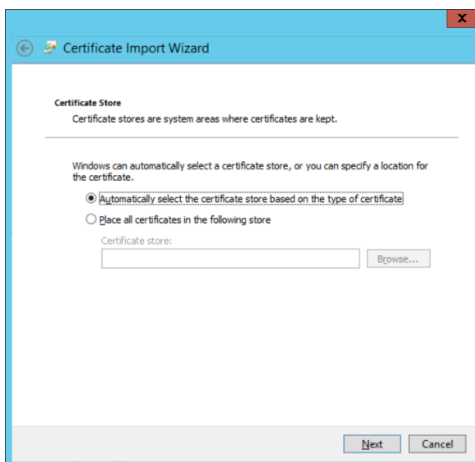 x
Certificate Import Wizard
Certificate Store
Certificate stores are system areas where certificates are kept.
Windows can automatically select a certificate store, or you can specify a location for
the certificate.
Automatically select the certificate store based on the type of certificate
Place all certificates in the following store
Certificate store:
Browse...
Next Cancel